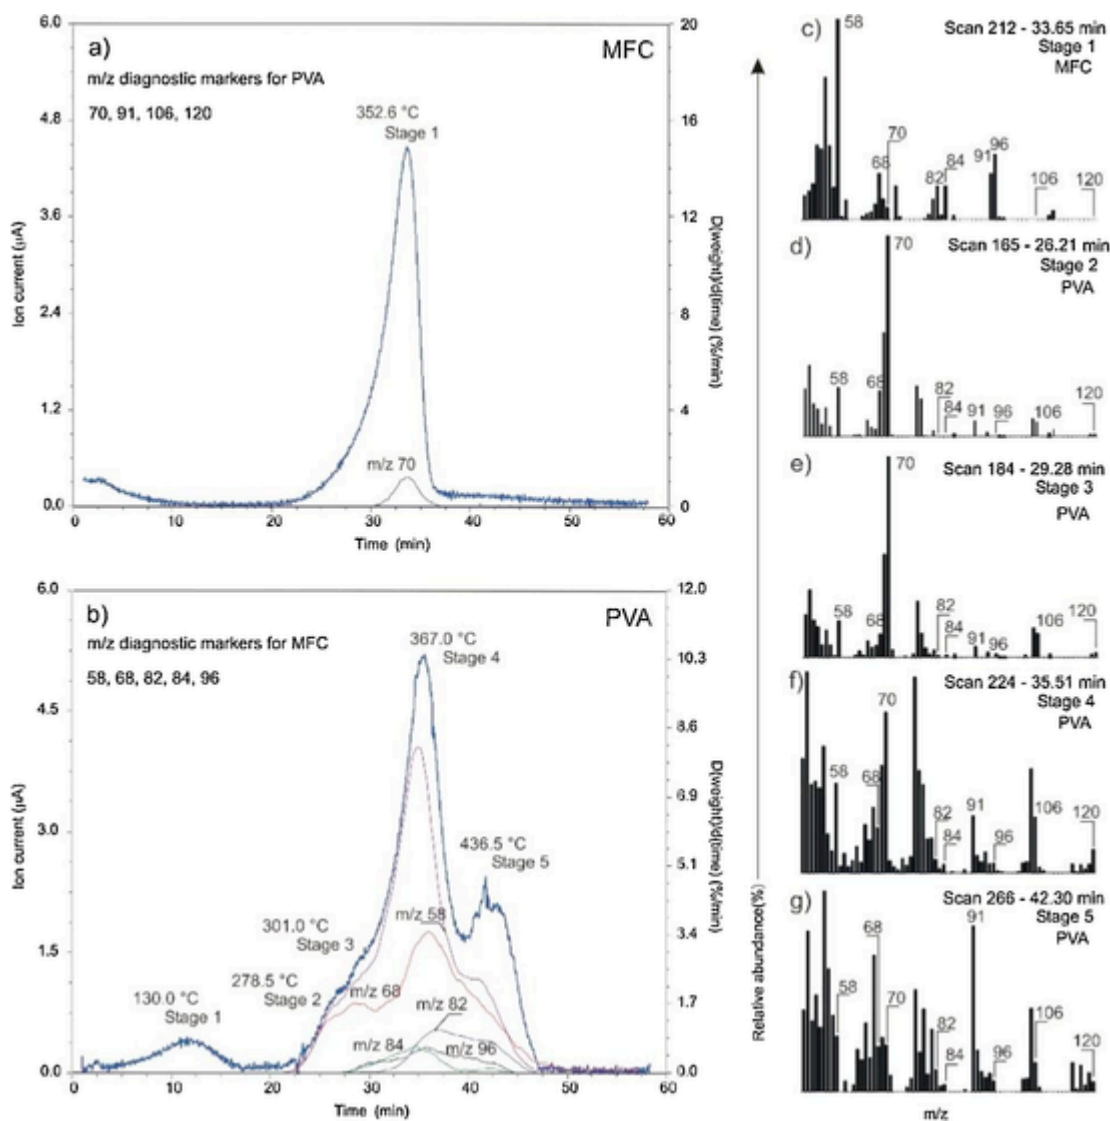 a)
MFC
m/z diagnostic markers for PVA
70, 91, 106, 120
352.6 °C
Stage 1
m/z 70
6.0
4.8
3.6
2.4
1.2
0.0
Ion current (µA)
20
16
12
8
4
0
D(weight)/d(time) (%/min)
0
10
20
30
40
50
60
Time (min)
b)
PVA
m/z diagnostic markers for MFC
58, 68, 82, 84, 96
367.0 °C
Stage 4
436.5 °C
Stage 5
301.0 °C
Stage 3
278.5 °C
Stage 2
130.0 °C
Stage 1
m/z 58
m/z 68
m/z 82
m/z 84
m/z 96
6.0
4.5
3.0
1.5
0.0
Ion current (µA)
12.0
10.3
8.6
6.9
5.1
3.4
1.7
0.0
D(weight)/d(time) (%/min)
0
10
20
30
40
50
60
Time (min)
Relative abundance(%)
c)
Scan 212 - 33.65 min
Stage 1
MFC
58
68
70
82
84
91
96
106
120
d)
Scan 165 - 26.21 min
Stage 2
PVA
58
68
70
82
84
91
96
106
120
e)
Scan 184 - 29.28 min
Stage 3
PVA
58
68
70
82
84
91
96
106
120
f)
Scan 224 - 35.51 min
Stage 4
PVA
58
68
70
82
84
91
96
106
120
g)
Scan 266 - 42.30 min
Stage 5
PVA
58
68
70
82
84
91
96
106
120
m/z